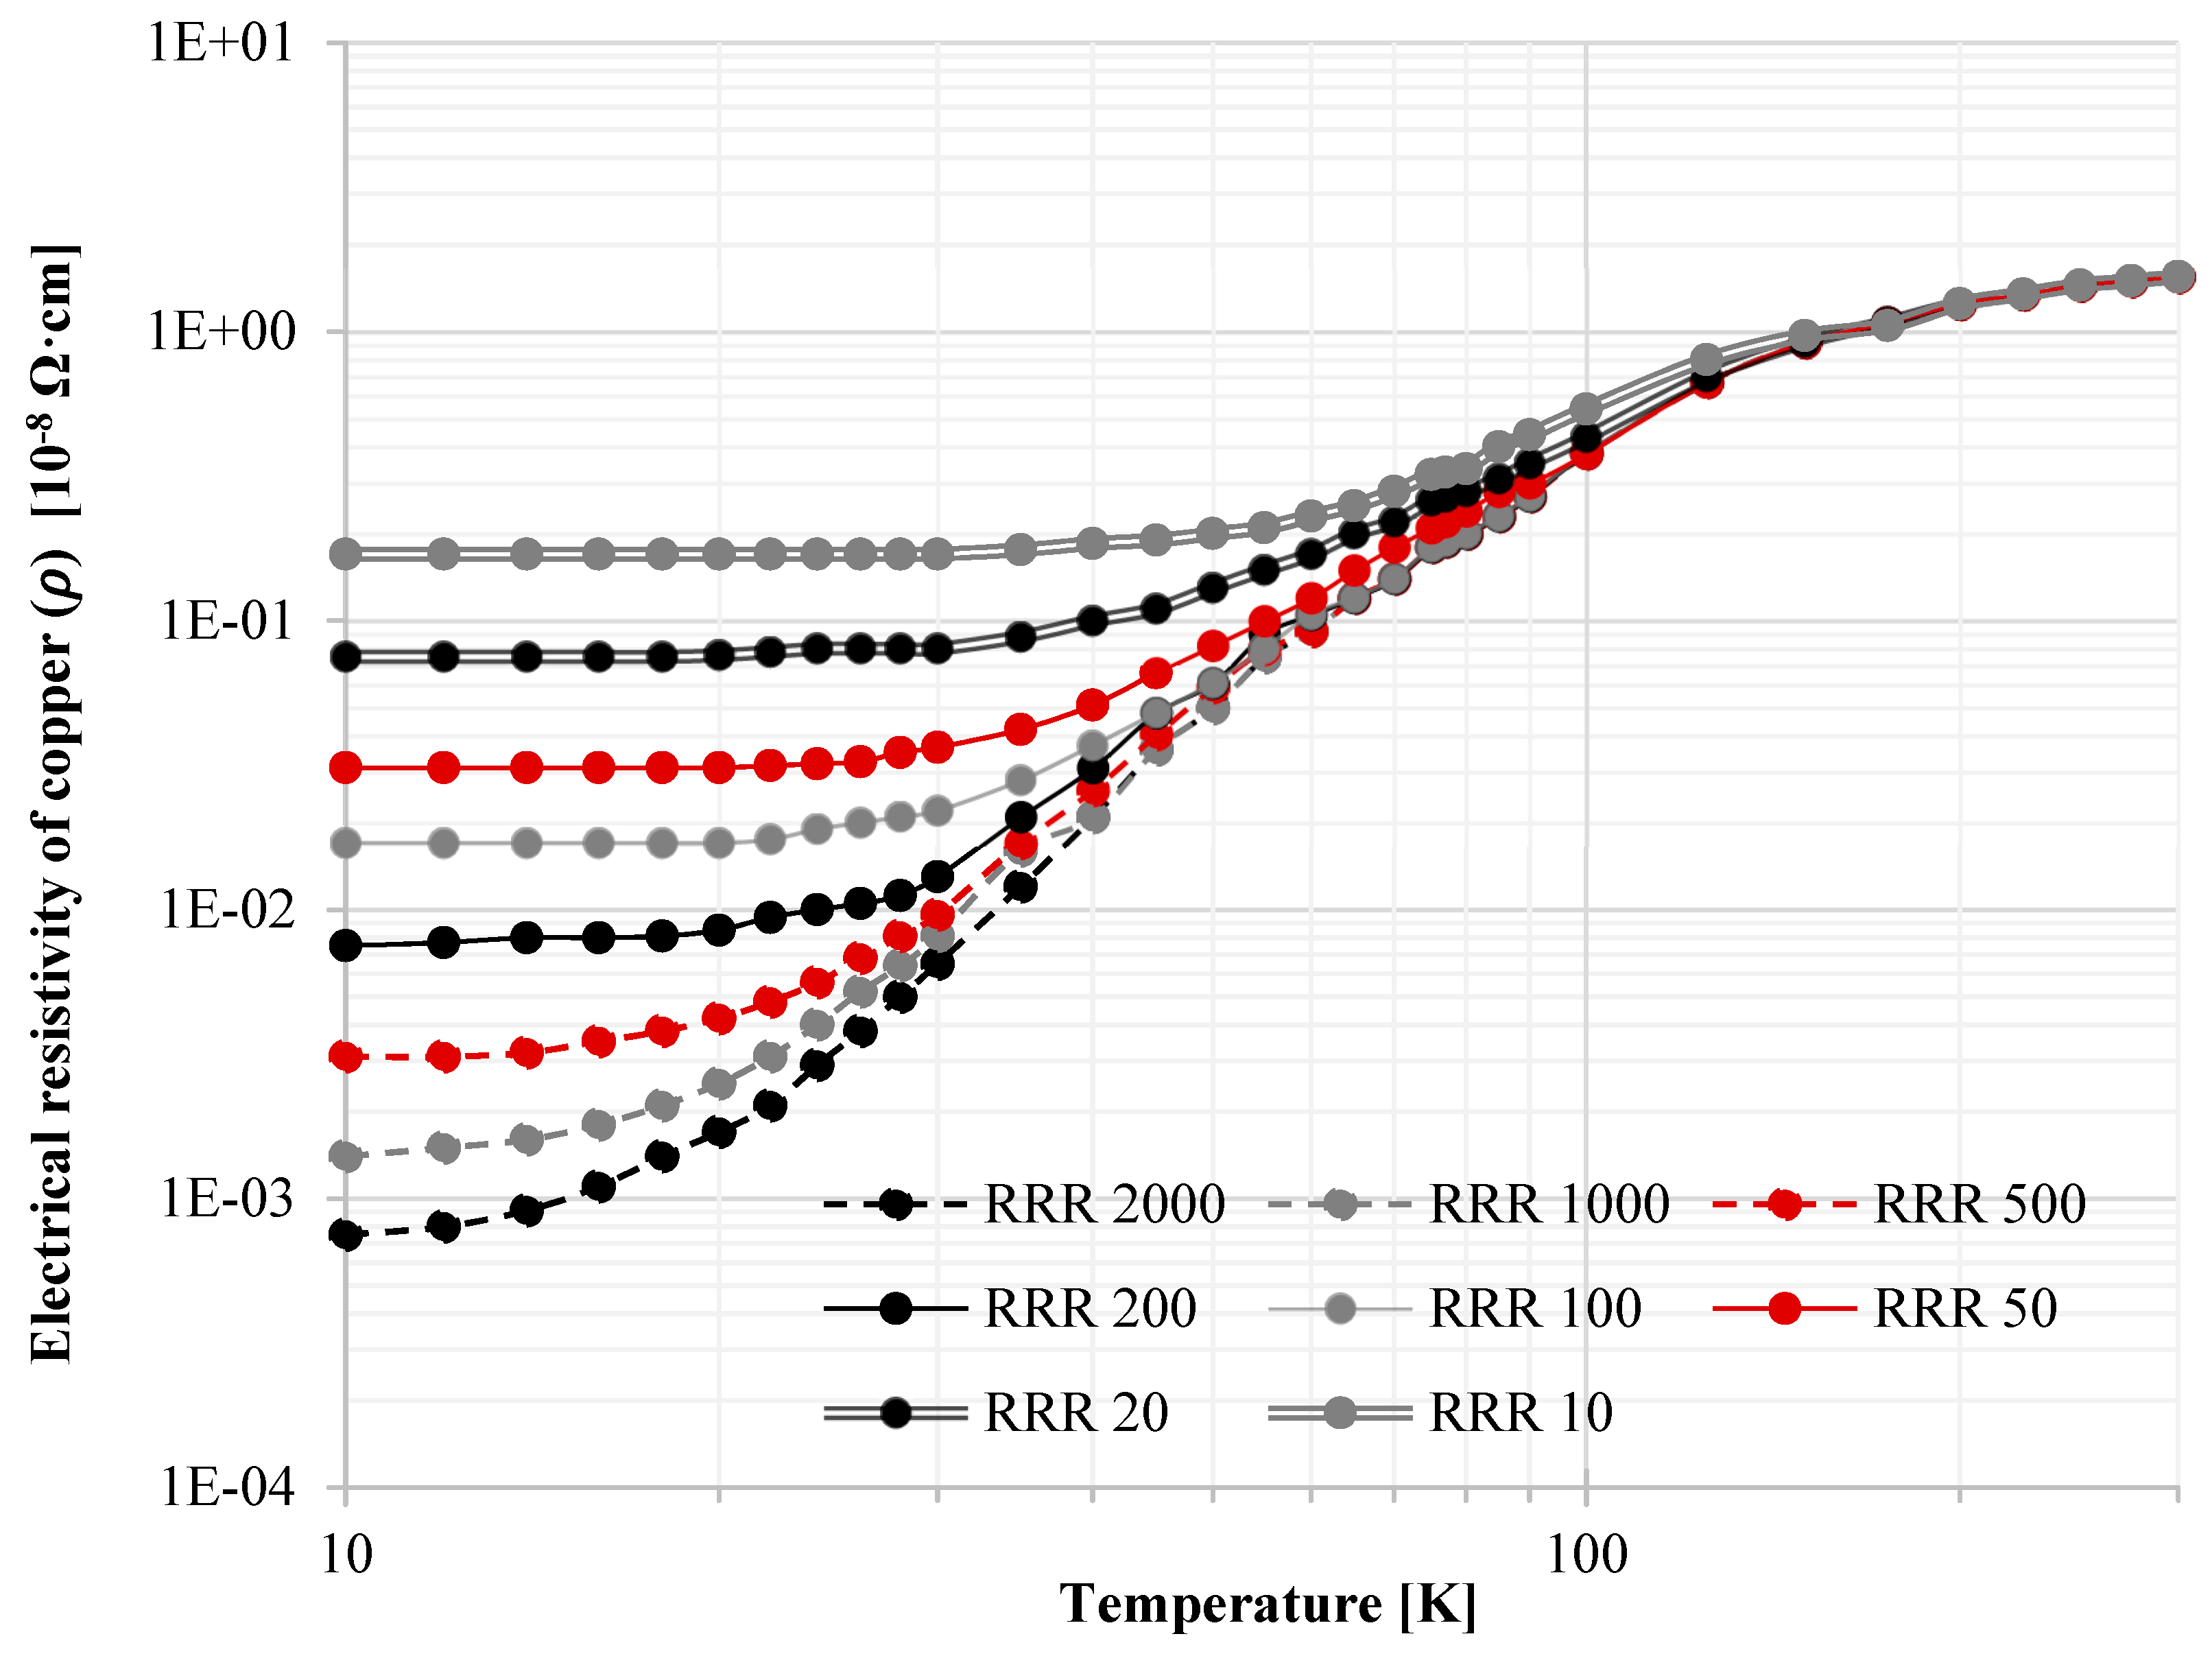 1E+01
1E+00
1E-01
1E-02
1E-03
1E-04
Electrical resistivity of copper (ρ) [10⁻⁸ Ω·cm]
RRR 2000 RRR 1000 RRR 500
RRR 200 RRR 100 RRR 50
RRR 20 RRR 10
10 100
Temperature [K]